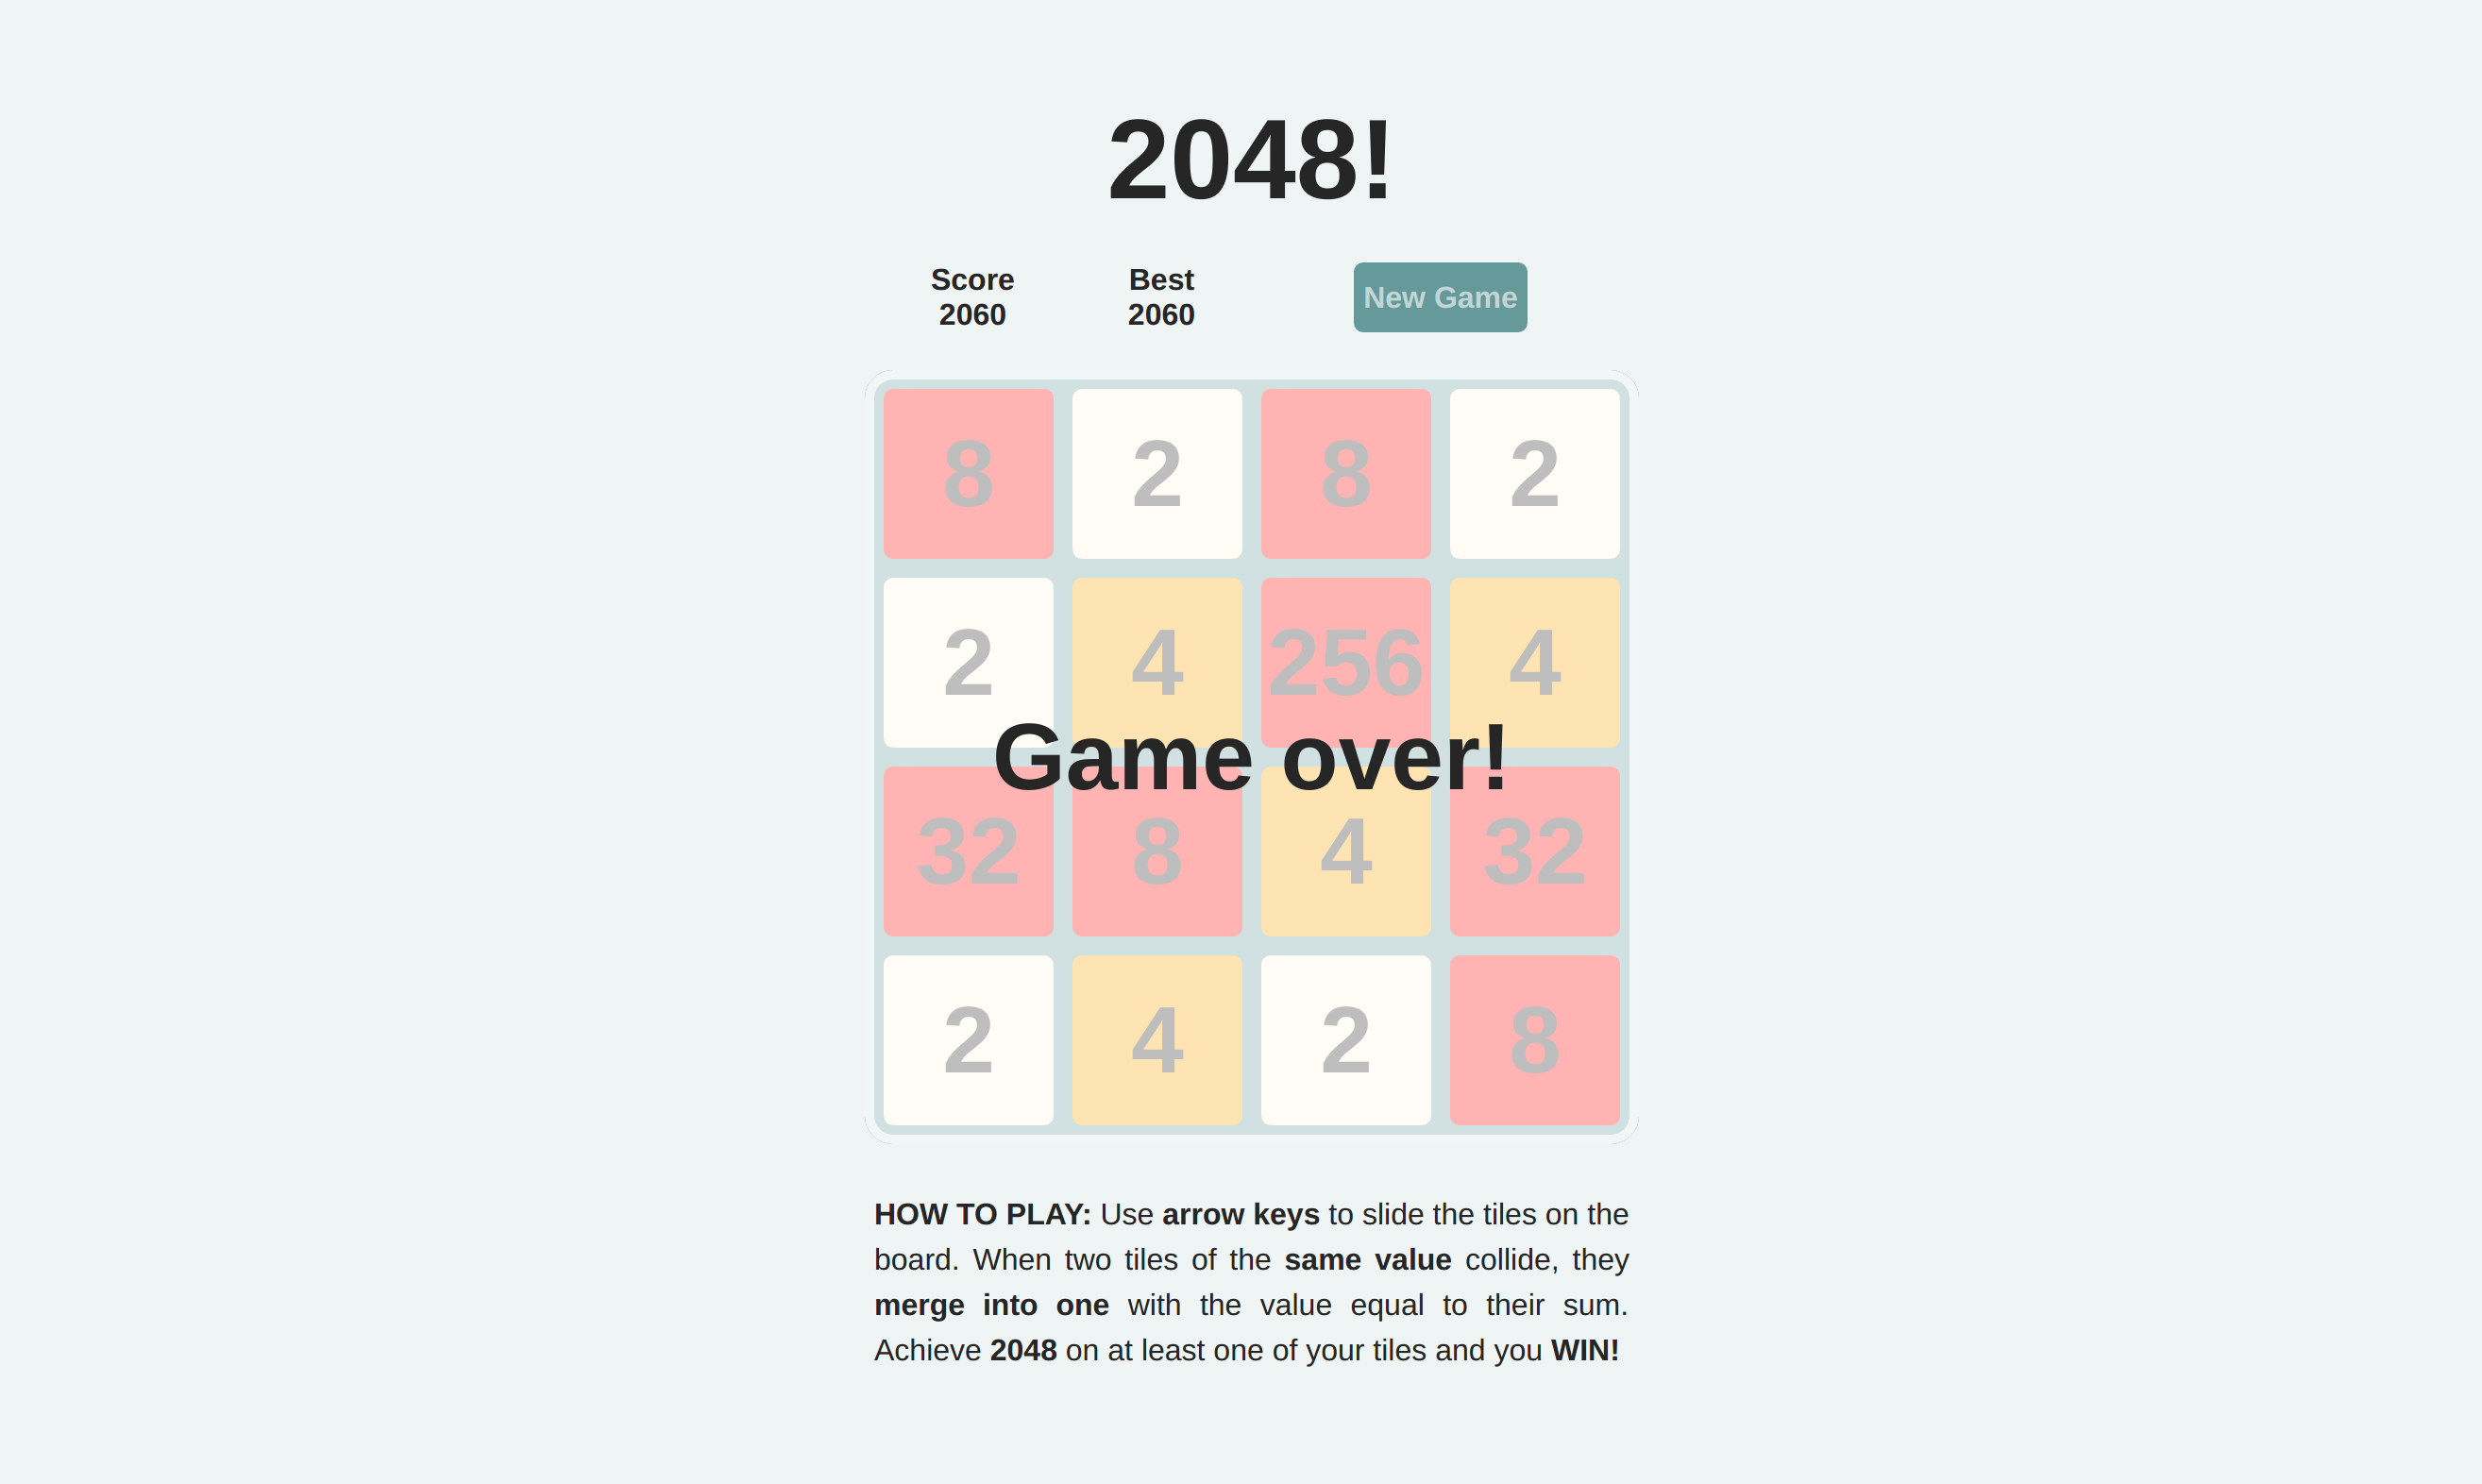 2048!
Score
2060
Best
2060
New Game
8 2 8 2
2 4 256 4
Game over!
32 8 4 32
2 4 2 8
HOW TO PLAY: Use arrow keys to slide the tiles on the
board. When two tiles of the same value collide, they
merge into one with the value equal to their sum.
Achieve 2048 on at least one of your tiles and you WIN!